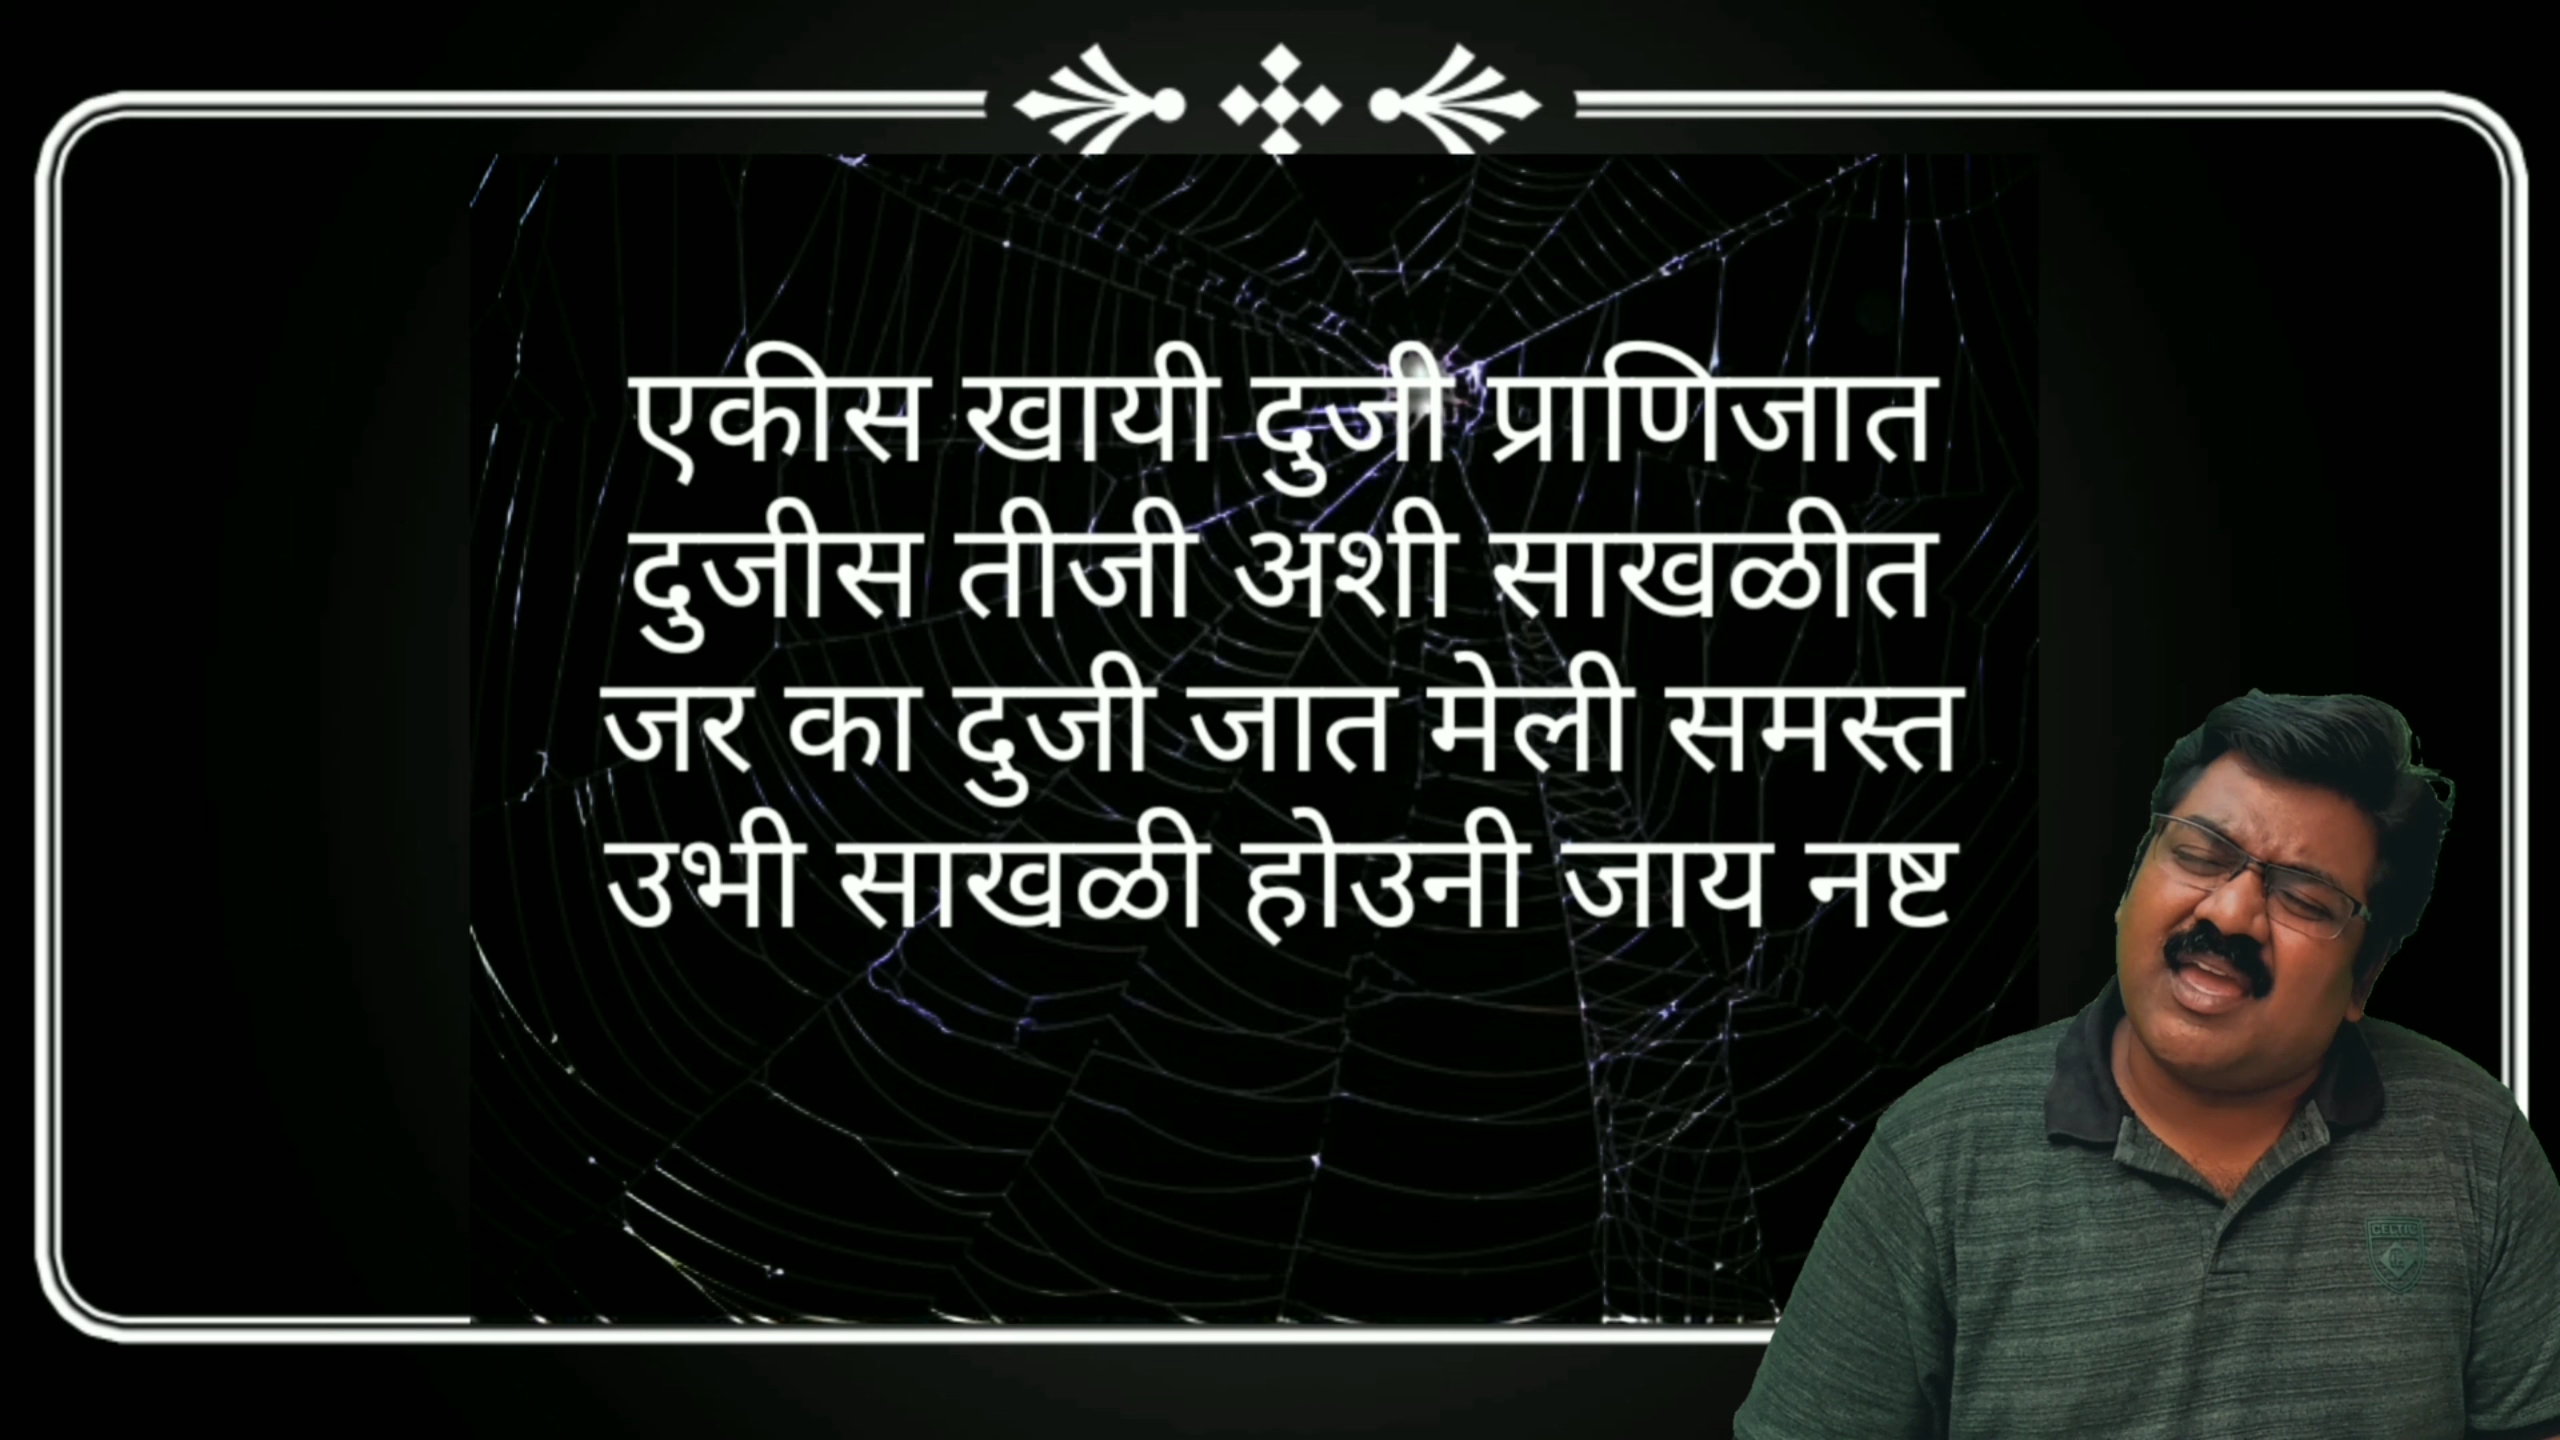 एकीस खायी दुजी प्राणिजात
दुजीस तीजी अशी साखळीत
जर का दुजी जात मेली समस्त
उभी साखळी होउनी जाय नष्ट